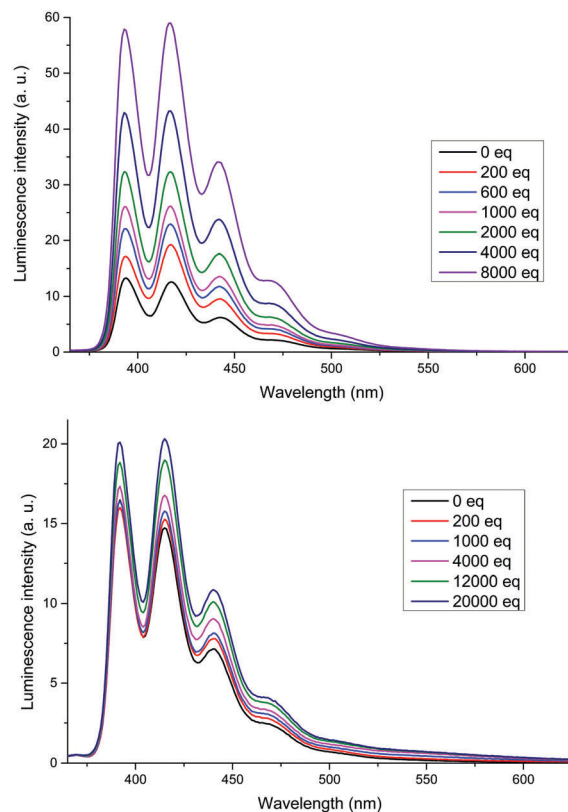 Luminescence intensity (a. u.)
60
50
40
30
20
10
0
0 eq
200 eq
600 eq
1000 eq
2000 eq
4000 eq
8000 eq
400 450 500 550 600
Wavelength (nm)
Luminescence intensity (a. u.)
20
15
10
5
0
0 eq
200 eq
1000 eq
4000 eq
12000 eq
20000 eq
400 450 500 550 600
Wavelength (nm)